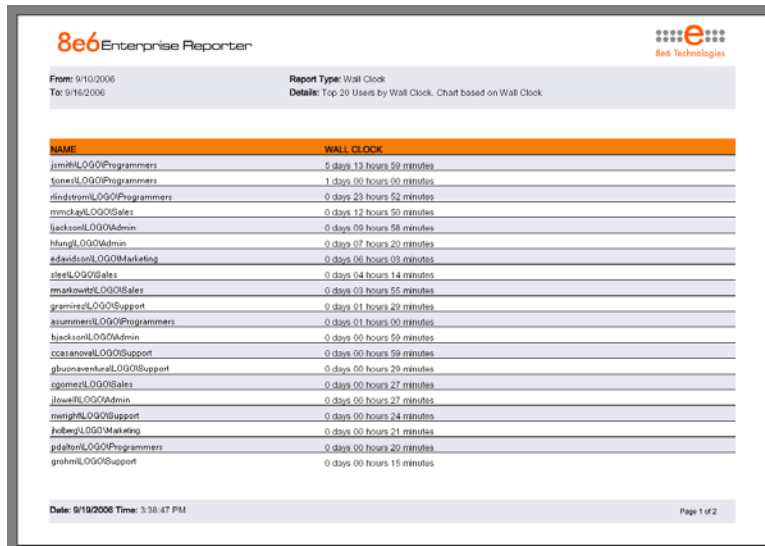 8e6 Enterprise Reporter
e
8e6 Technologies
From: 9/10/2006 Report Type: Wall Clock
To: 9/16/2006 Details: Top 20 Users by Wall Clock. Chart based on Wall Clock
NAME WALL CLOCK
jsmith\LOGO\Programmers 5 days 13 hours 59 minutes
tjones\LOGO\Programmers 1 days 00 hours 00 minutes
rlindstrom\LOGO\Programmers 0 days 23 hours 52 minutes
mmckay\LOGO\Sales 0 days 12 hours 50 minutes
ljackson\LOGO\Admin 0 days 09 hours 58 minutes
hfung\LOGO\Admin 0 days 07 hours 20 minutes
edavidson\LOGO\Marketing 0 days 06 hours 03 minutes
slee\LOGO\Sales 0 days 04 hours 14 minutes
rmarkowitz\LOGO\Sales 0 days 03 hours 55 minutes
gramirez\LOGO\Support 0 days 01 hours 29 minutes
asummers\LOGO\Programmers 0 days 01 hours 00 minutes
bjackson\LOGO\Admin 0 days 00 hours 59 minutes
ccasanova\LOGO\Support 0 days 00 hours 59 minutes
gbuonaventura\LOGO\Support 0 days 00 hours 29 minutes
cgomez\LOGO\Sales 0 days 00 hours 27 minutes
jlowell\LOGO\Admin 0 days 00 hours 27 minutes
nwright\LOGO\Support 0 days 00 hours 24 minutes
jholberg\LOGO\Marketing 0 days 00 hours 21 minutes
pdalton\LOGO\Programmers 0 days 00 hours 20 minutes
grohm\LOGO\Support 0 days 00 hours 15 minutes
Date: 9/19/2006 Time: 3:38:47 PM Page 1 of 2